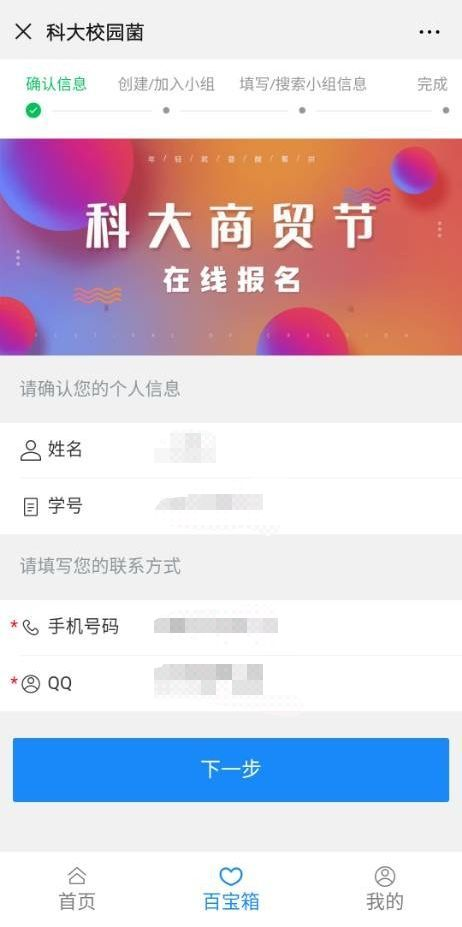 科大校园菌
确认信息 创建/加入小组 填写/搜索小组信息 完成
科大商贸节
在线报名
请确认您的个人信息
姓名
学号
请填写您的联系方式
*手机号码
*QQ
下一步
首页 百宝箱 我的